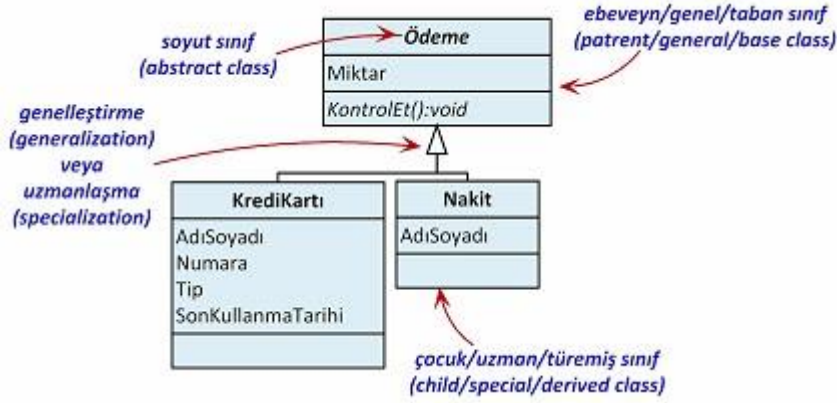 soyut sınıf
(abstract class)
Ödeme
Miktar
KontrolEt():void
ebeveyn/genel/taban sınıf
(patrent/general/base class)
genelleştirme
(generalization)
veya
uzmanlaşma
(specialization)
KrediKartı
AdıSoyadı
Numara
Tip
SonKullanmaTarihi
Nakit
AdıSoyadı
çocuk/uzman/türemiş sınıf
(child/special/derived class)